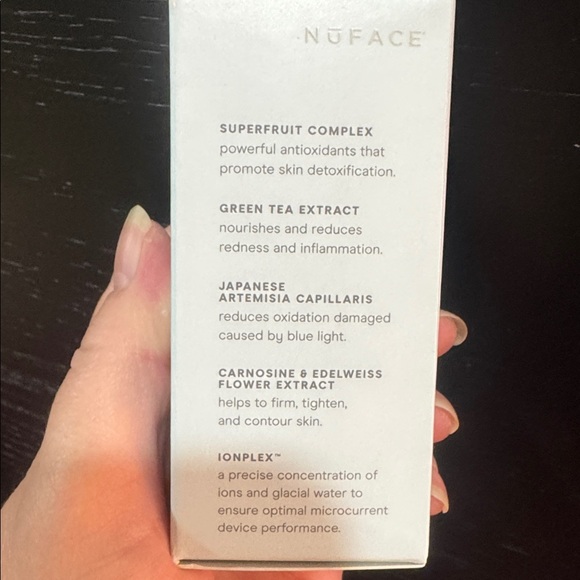 NŪFACE®
SUPERFRUIT COMPLEX
powerful antioxidants that
promote skin detoxification.
GREEN TEA EXTRACT
nourishes and reduces
redness and inflammation.
JAPANESE
ARTEMISIA CAPILLARIS
reduces oxidation damaged
caused by blue light.
CARNOSINE & EDELWEISS
FLOWER EXTRACT
helps to firm, tighten,
and contour skin.
IONPLEX™
a precise concentration of
ions and glacial water to
ensure optimal microcurrent
device performance.